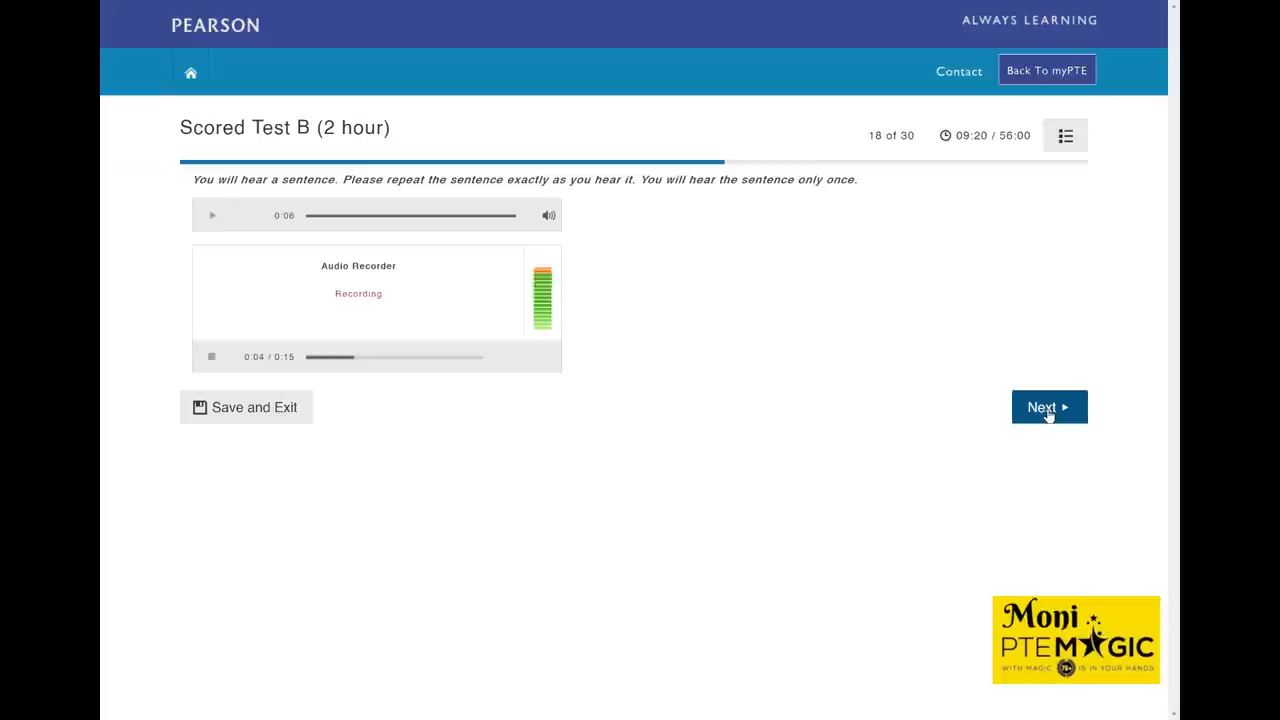 PEARSON
ALWAYS LEARNING
Contact
Back To myPTE
Scored Test B (2 hour)
18 of 30
09:20 / 56:00
You will hear a sentence. Please repeat the sentence exactly as you hear it. You will hear the sentence only once.
0:06
Audio Recorder
Recording
0:04 / 0:15
Save and Exit
Next
Moni
PTEMAGIC
WITH MAGIC 79+ IS IN YOUR HANDS